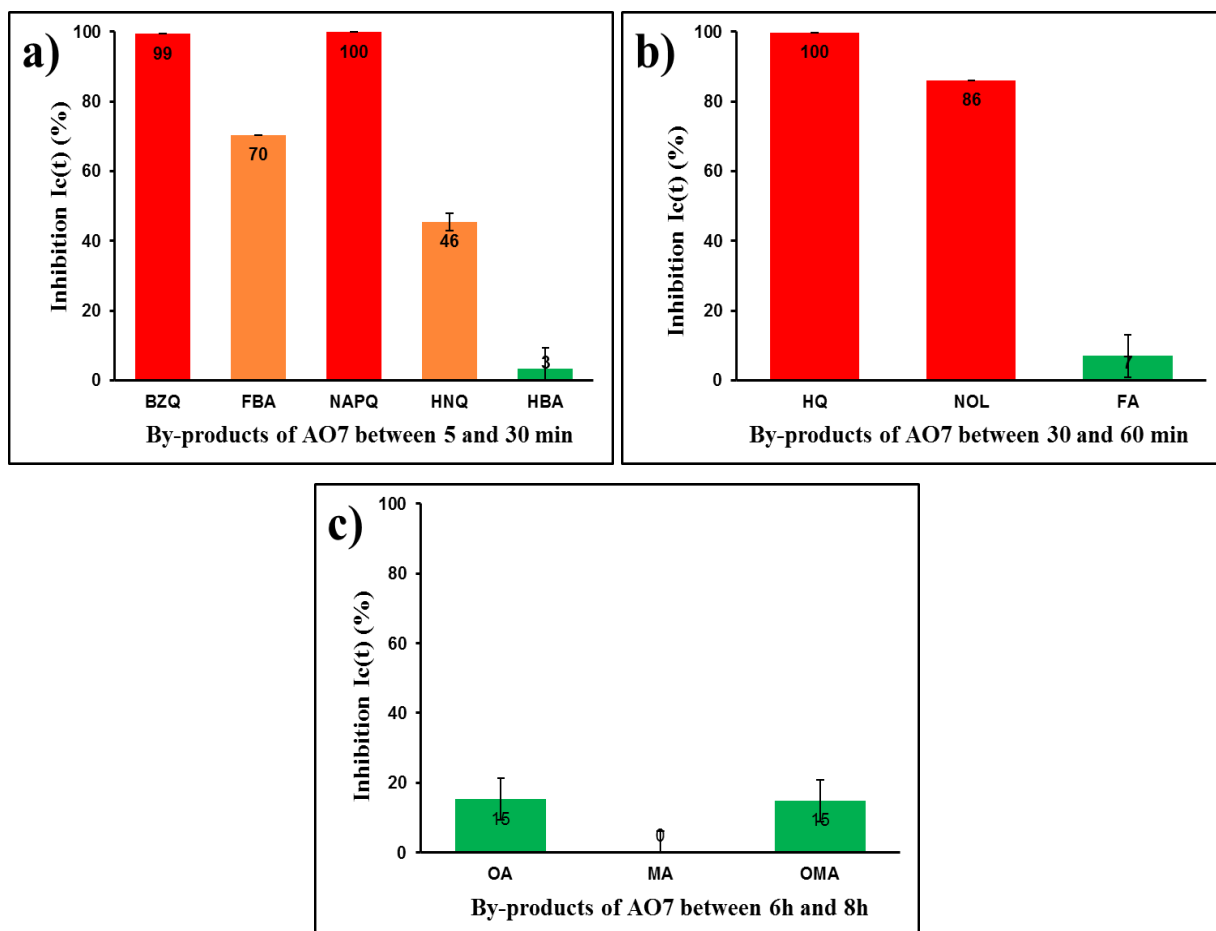 a)
Inhibition Ic(t) (%)
100
80
60
40
20
0
99
70
100
46
3
BZQ FBA NAPQ HNQ HBA
By-products of AO7 between 5 and 30 min
b)
Inhibition Ic(t) (%)
100
80
60
40
20
0
100
86
7
HQ NOL FA
By-products of AO7 between 30 and 60 min
c)
Inhibition Ic(t) (%)
100
80
60
40
20
0
15
0
15
OA MA OMA
By-products of AO7 between 6h and 8h